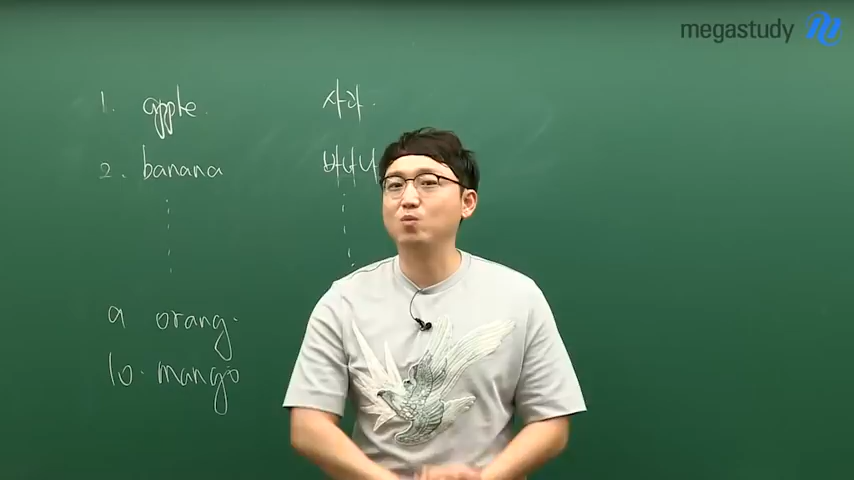 megastudy
1. apple. 사과.
2. banana 바나나
9 orang.
10. mango